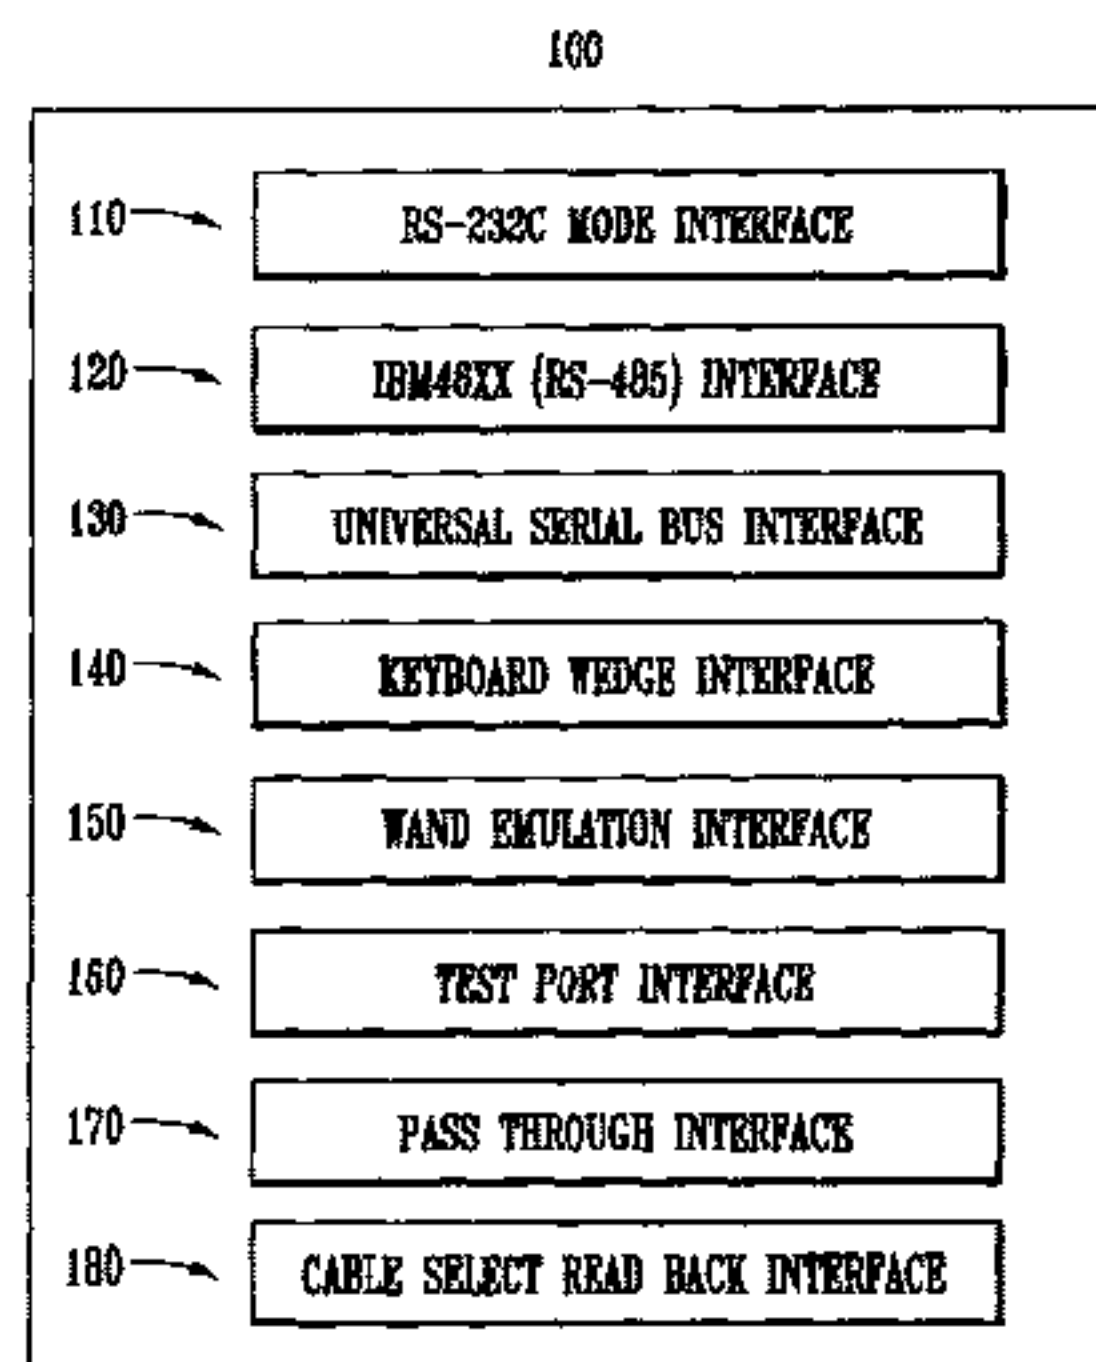 100
110
RS-232C MODE INTERFACE
120
IBM46XX (RS-485) INTERFACE
130
UNIVERSAL SERIAL BUS INTERFACE
140
KEYBOARD WEDGE INTERFACE
150
WAND EMULATION INTERFACE
160
TEST PORT INTERFACE
170
PASS THROUGH INTERFACE
180
CABLE SELECT READ BACK INTERFACE